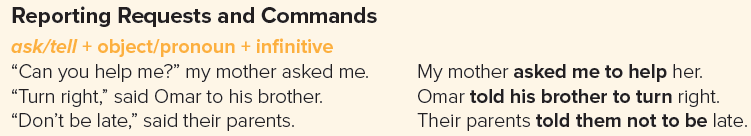 Reporting Requests and Commands
ask/tell + object/pronoun + infinitive
“Can you help me?” my mother asked me. My mother asked me to help her.
“Turn right,” said Omar to his brother. Omar told his brother to turn right.
“Don’t be late,” said their parents. Their parents told them not to be late.